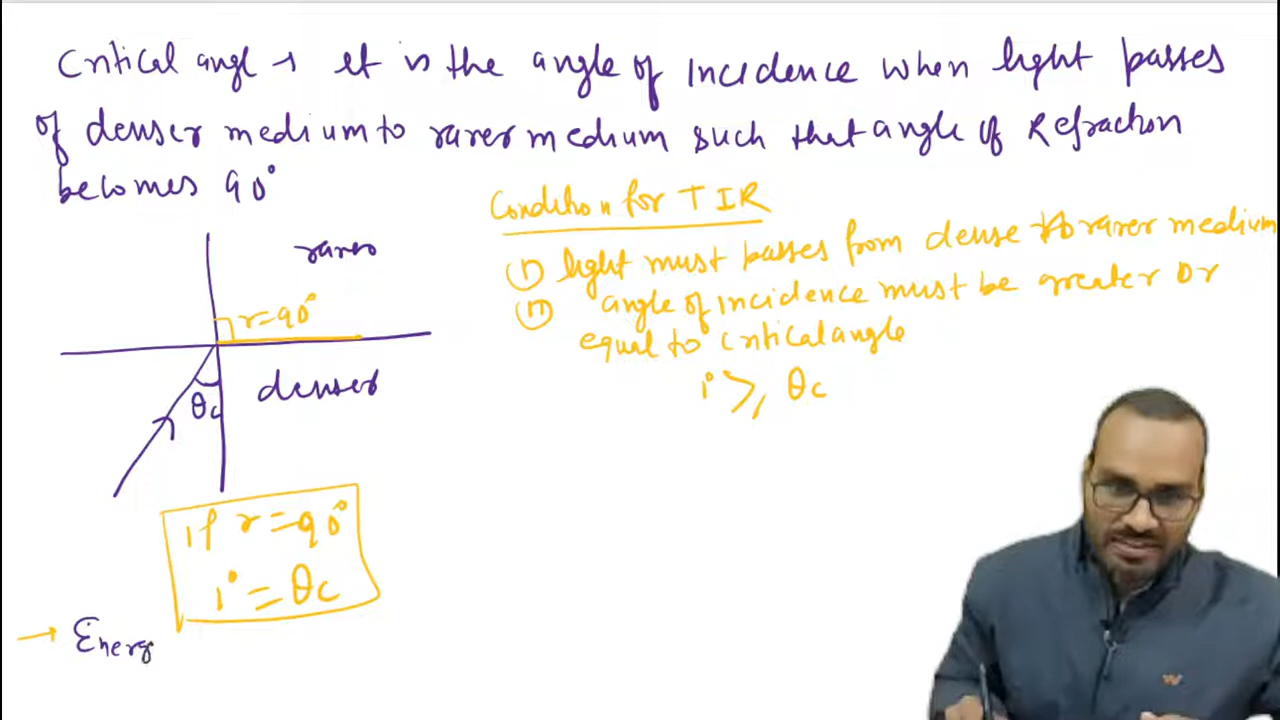 Critical angl → It is the angle of incidence when light passes
of denser medium to rarer medium such that angle of Refraction
becomes 90°
Condition for TIR
(I) light must passes from dense to rarer medium
(II) angle of incidence must be greater or
equal to critical angle
i ⩾ θc
rarer
r=90°
denser
θc
if r=90°
i=θc
→ Energ